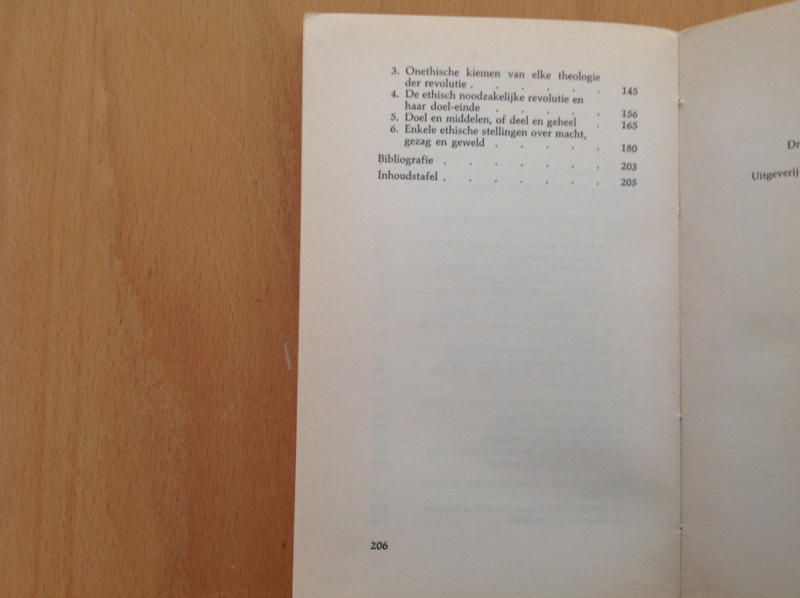 3. Onethische kiemen van elke theologie
der revolutie . . . . . . 145
4. De ethisch noodzakelijke revolutie en
haar doel-einde . . . . . 156
5. Doel en middelen, of deel en geheel . 165
6. Enkele ethische stellingen over macht,
gezag en geweld . . . . . 180
Bibliografie . . . . . . . 203
Inhoudstafel . . . . . . . 205
206
Dr
Uitgeverij